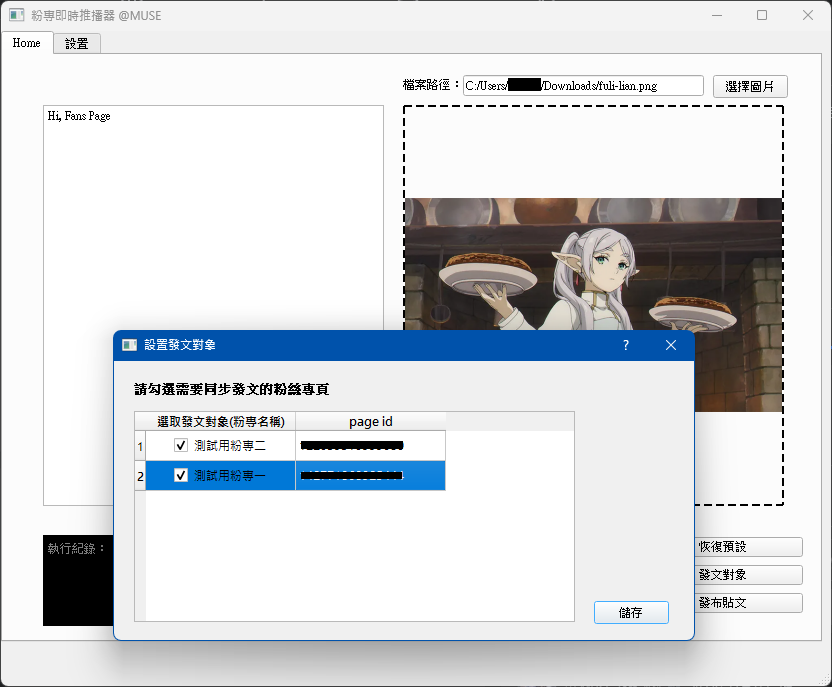 粉專即時推播器 @MUSE
Home
設置
檔案路徑：
C:/Users/
/Downloads/fuli-lian.png
選擇圖片
Hi, Fans Page
設置發文對象
?
請勾選需要同步發文的粉絲專頁
選取發文對象(粉專名稱)
page id
1
測試用粉專二
2
測試用粉專一
儲存
執行紀錄：
恢復預設
發文對象
發布貼文